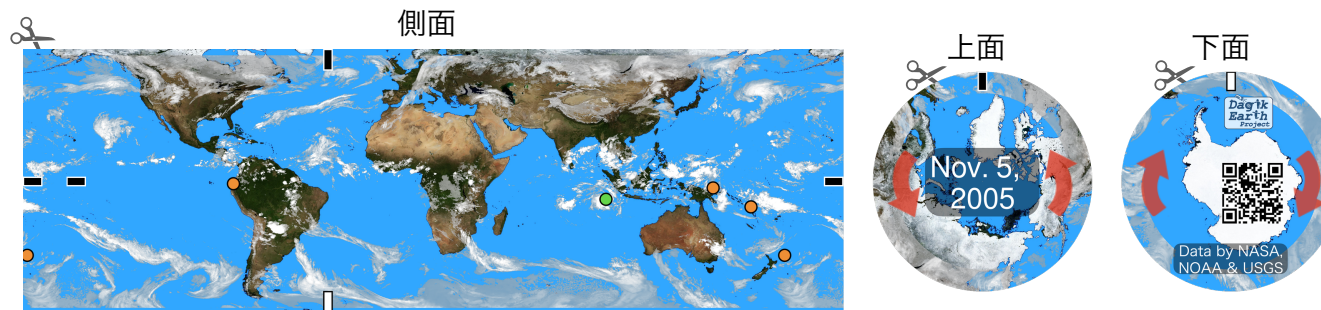 側面
上面
下面
Nov. 5,
2005
Dagik
Earth
Project
Data by NASA,
NOAA & USGS